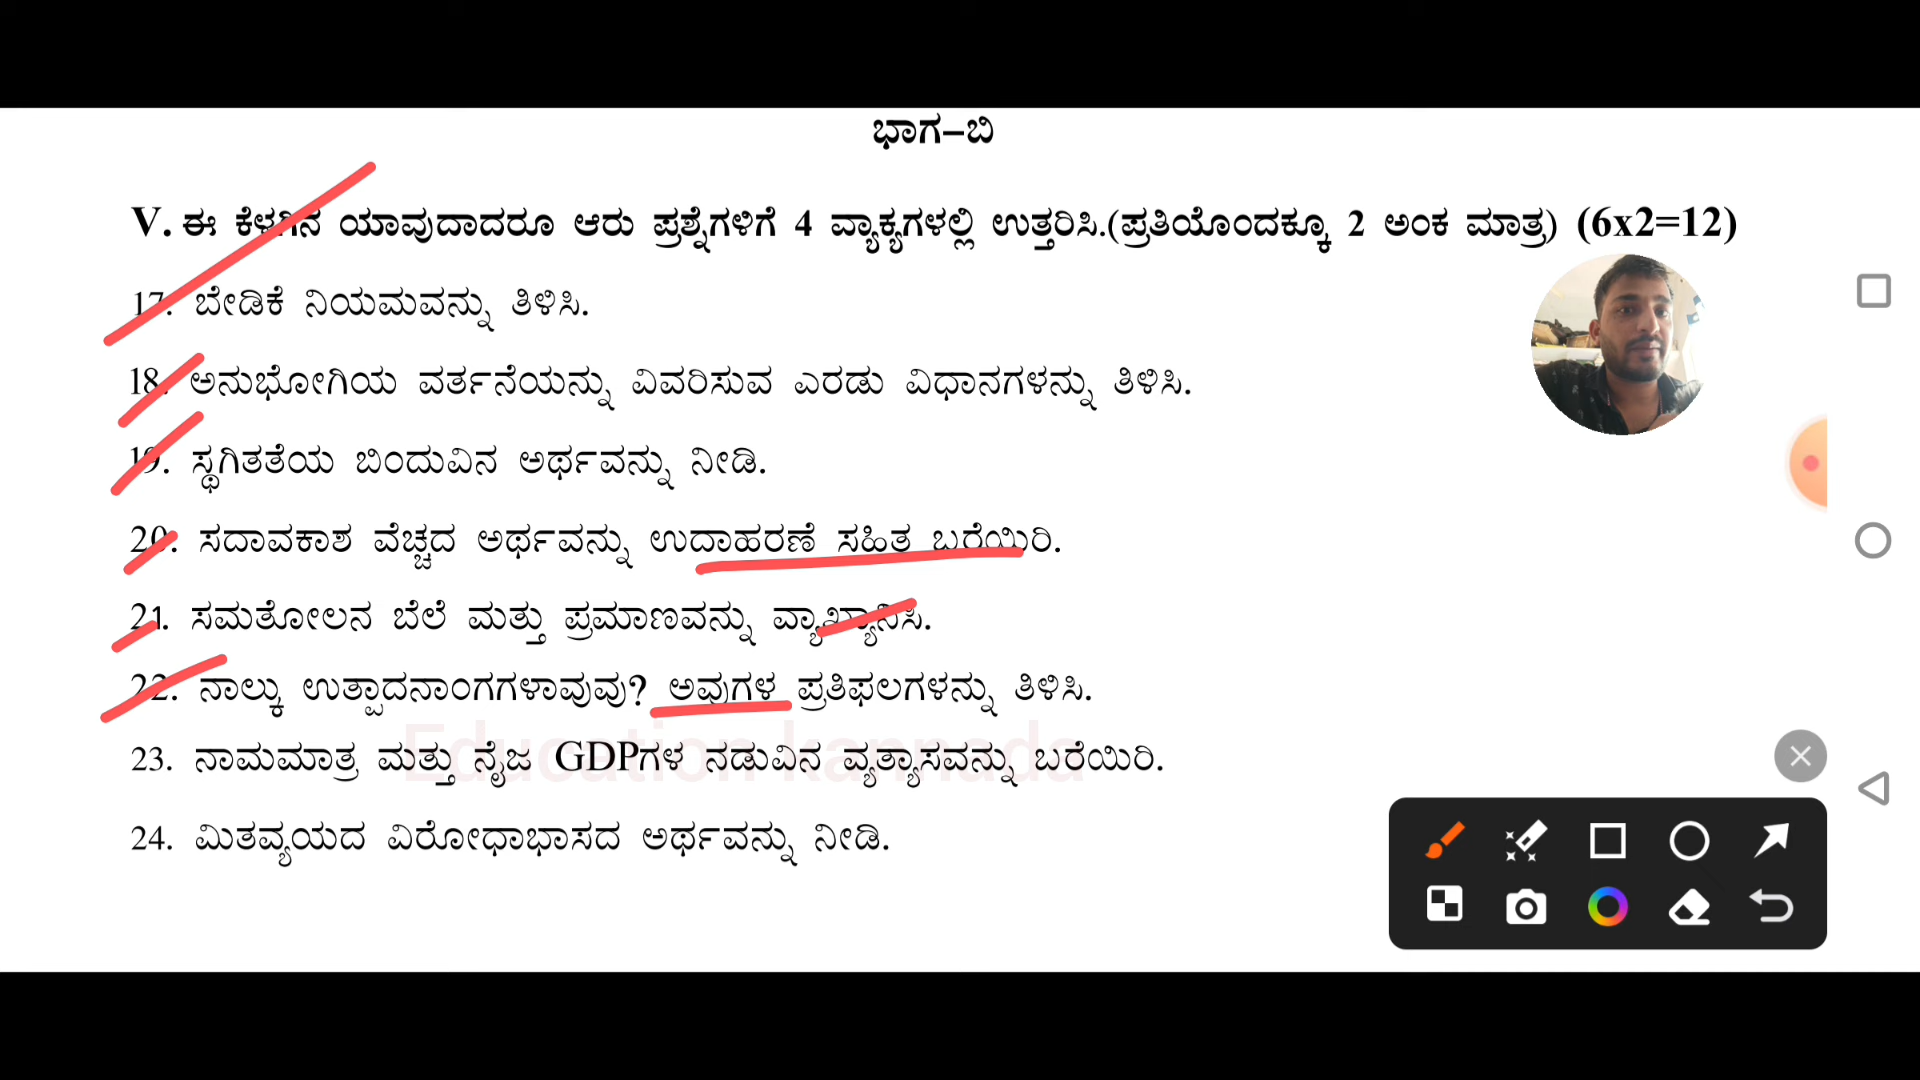 ಭಾಗ–ಬಿ
V. ಈ ಕೆಳಗಿನ ಯಾವುದಾದರೂ ಆರು ಪ್ರಶ್ನೆಗಳಿಗೆ 4 ವ್ಯಾಕ್ಯಗಳಲ್ಲಿ ಉತ್ತರಿಸಿ.(ಪ್ರತಿಯೊಂದಕ್ಕೂ 2 ಅಂಕ ಮಾತ್ರ) (6x2=12)
17. ಬೇಡಿಕೆ ನಿಯಮವನ್ನು ತಿಳಿಸಿ.
18. ಅನುಭೋಗಿಯ ವರ್ತನೆಯನ್ನು ವಿವರಿಸುವ ಎರಡು ವಿಧಾನಗಳನ್ನು ತಿಳಿಸಿ.
19. ಸ್ಥಗಿತತೆಯ ಬಿಂದುವಿನ ಅರ್ಥವನ್ನು ನೀಡಿ.
20. ಸದಾವಕಾಶ ವೆಚ್ಚದ ಅರ್ಥವನ್ನು ಉದಾಹರಣೆ ಸಹಿತ ಬರೆಯಿರಿ.
21. ಸಮತೋಲನ ಬೆಲೆ ಮತ್ತು ಪ್ರಮಾಣವನ್ನು ವ್ಯಾಖ್ಯಾನಿಸಿ.
22. ನಾಲ್ಕು ಉತ್ಪಾದನಾಂಗಗಳಾವುವು? ಅವುಗಳ ಪ್ರತಿಫಲಗಳನ್ನು ತಿಳಿಸಿ.
Education kannada
23. ನಾಮಮಾತ್ರ ಮತ್ತು ನೈಜ GDPಗಳ ನಡುವಿನ ವ್ಯತ್ಯಾಸವನ್ನು ಬರೆಯಿರಿ.
24. ಮಿತವ್ಯಯದ ವಿರೋಧಾಭಾಸದ ಅರ್ಥವನ್ನು ನೀಡಿ.